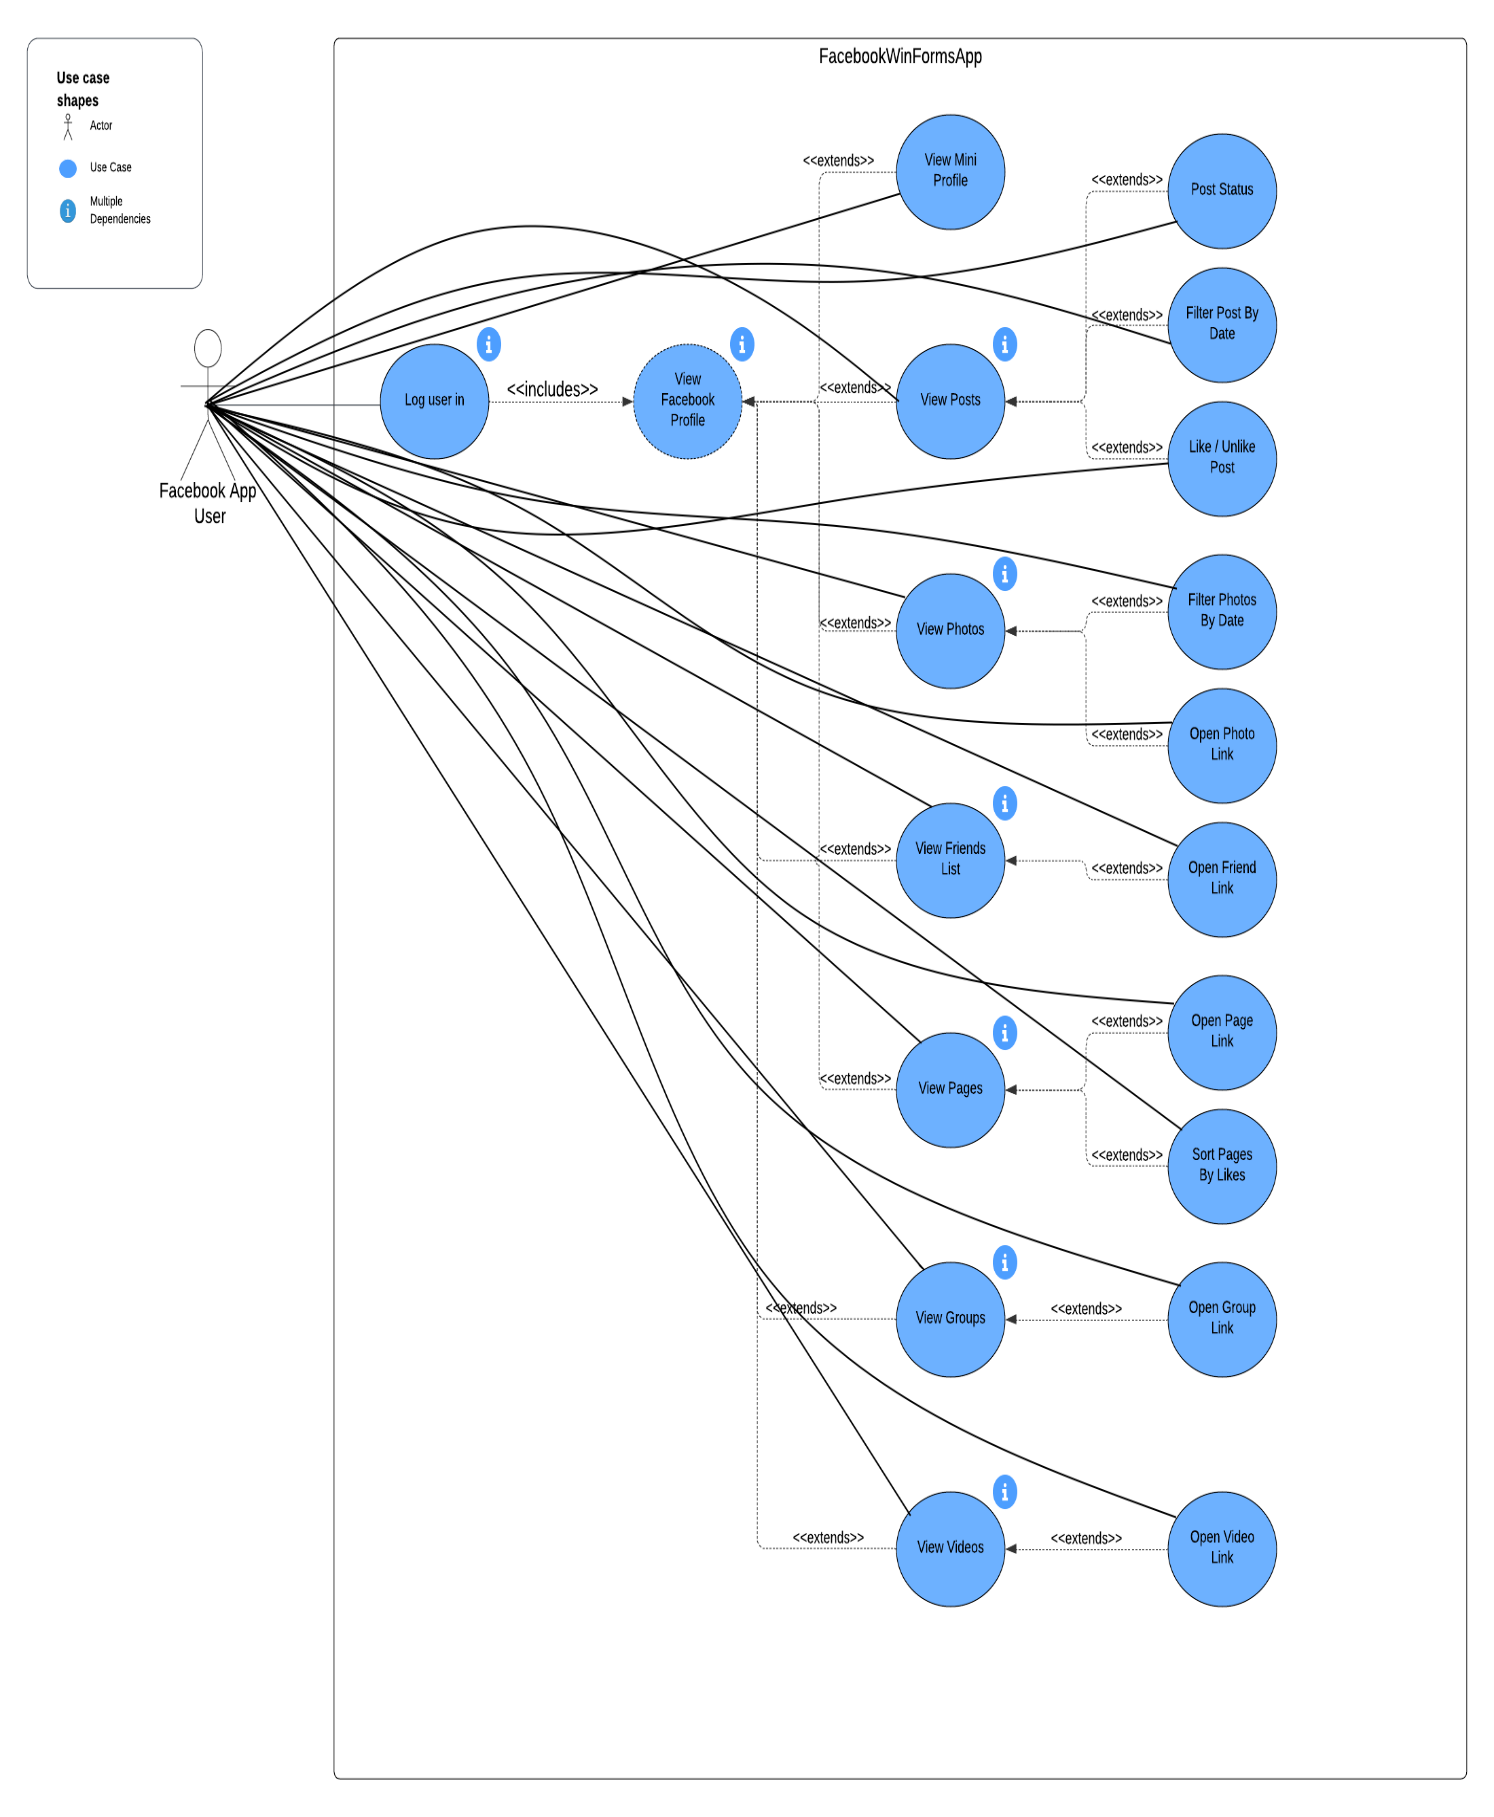 Use case
shapes
Actor
Use Case
Multiple
Dependencies
FacebookWinFormsApp
Facebook App
User
Log user in
<<includes>>
View
Facebook
Profile
<<extends>>
View Mini
Profile
<<extends>>
View Posts
<<extends>>
Post Status
<<extends>>
Filter Post By
Date
<<extends>>
Like / Unlike
Post
<<extends>>
View Photos
<<extends>>
Filter Photos
By Date
<<extends>>
Open Photo
Link
<<extends>>
View Friends
List
<<extends>>
Open Friend
Link
<<extends>>
View Pages
<<extends>>
Open Page
Link
<<extends>>
Sort Pages
By Likes
<<extends>>
View Groups
<<extends>>
Open Group
Link
<<extends>>
View Videos
<<extends>>
Open Video
Link